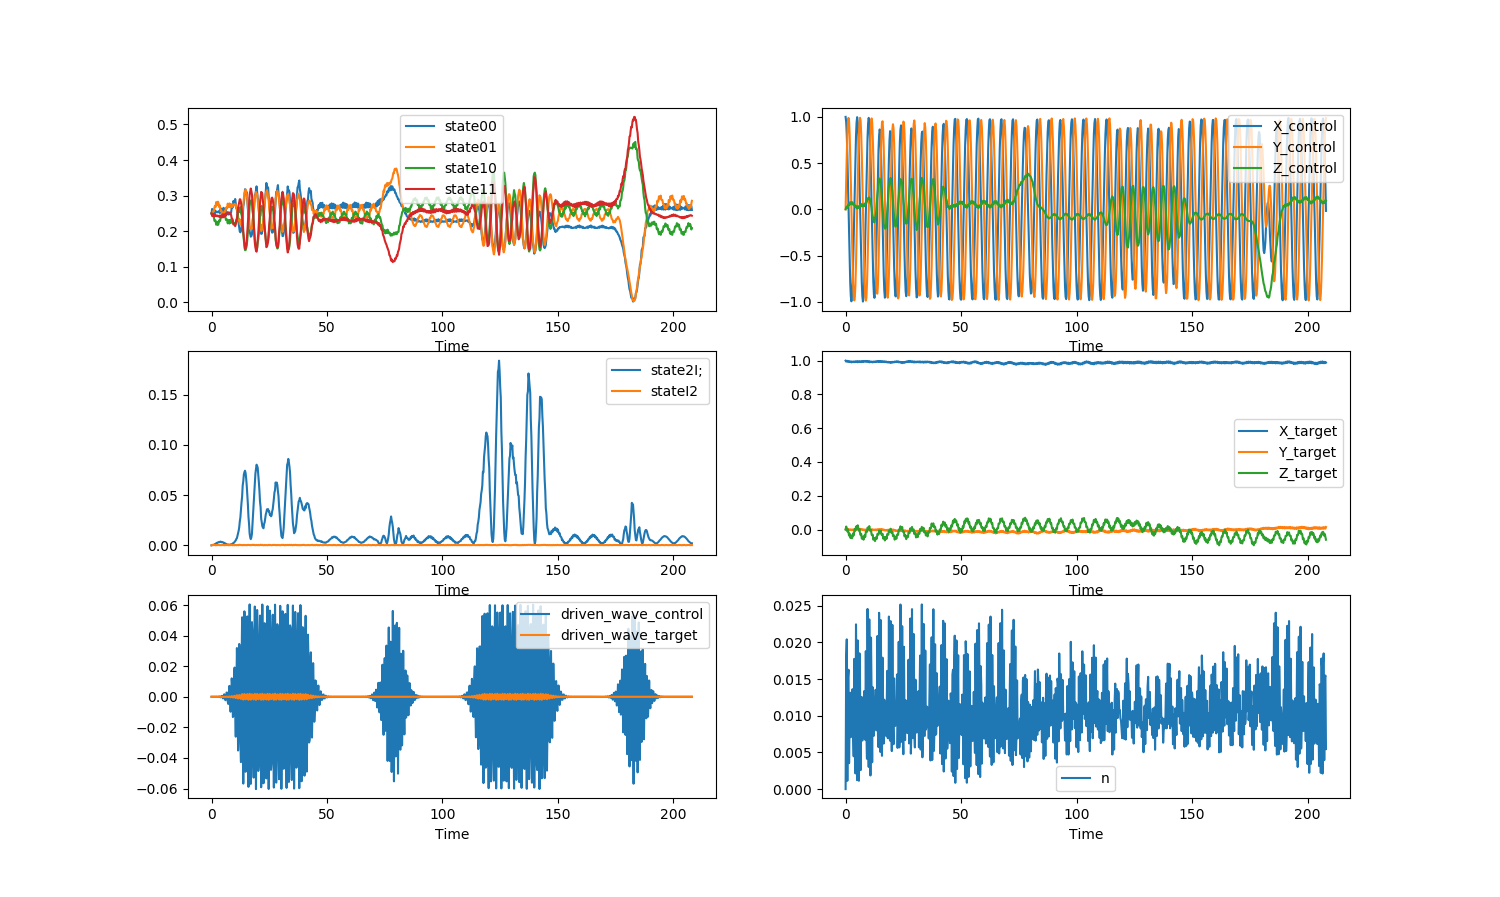 0.5
0.4
0.3
0.2
0.1
0.0
state00
state01
state10
state11
0 50 100 150 200
Time
1.0
0.5
0.0
−0.5
−1.0
X_control
Y_control
Z_control
0 50 100 150 200
Time
0.15
0.10
0.05
0.00
state2I;
stateI2
0 50 100 150 200
Time
1.0
0.8
0.6
0.4
0.2
0.0
X_target
Y_target
Z_target
0 50 100 150 200
Time
0.06
0.04
0.02
0.00
−0.02
−0.04
−0.06
driven_wave_control
driven_wave_target
0 50 100 150 200
Time
0.025
0.020
0.015
0.010
0.005
0.000
n
0 50 100 150 200
Time